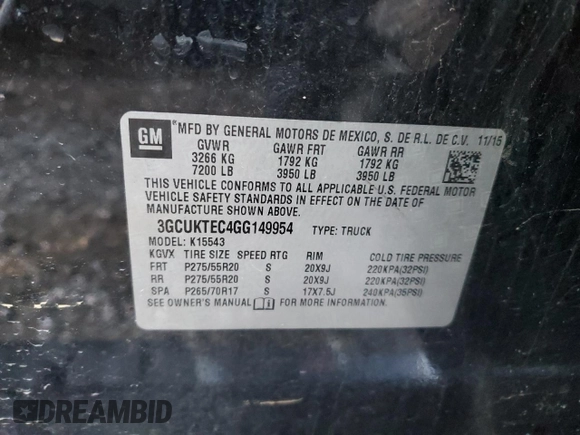 GM
MFD BY GENERAL MOTORS DE MEXICO, S. DE R.L. DE C.V. 11/15
GVWR GAWR FRT GAWR RR
3266 KG 1792 KG 1792 KG
7200 LB 3950 LB 3950 LB
THIS VEHICLE CONFORMS TO ALL APPLICABLE U.S. FEDERAL MOTOR
VEHICLE SAFETY STANDARDS IN EFFECT ON THE DATE OF
MANUFACTURE SHOWN ABOVE.
3GCUKTEC4GG149954 TYPE: TRUCK
MODEL: K15543
KGVX TIRE SIZE SPEED RTG RIM COLD TIRE PRESSURE
FRT P275/55R20 S 20X9J 220KPA(32PSI)
RR P275/55R20 S 20X9J 220KPA(32PSI)
SPA P265/70R17 S 17X7.5J 240KPA(35PSI)
SEE OWNER'S MANUAL FOR MORE INFORMATION.
DREAMBID